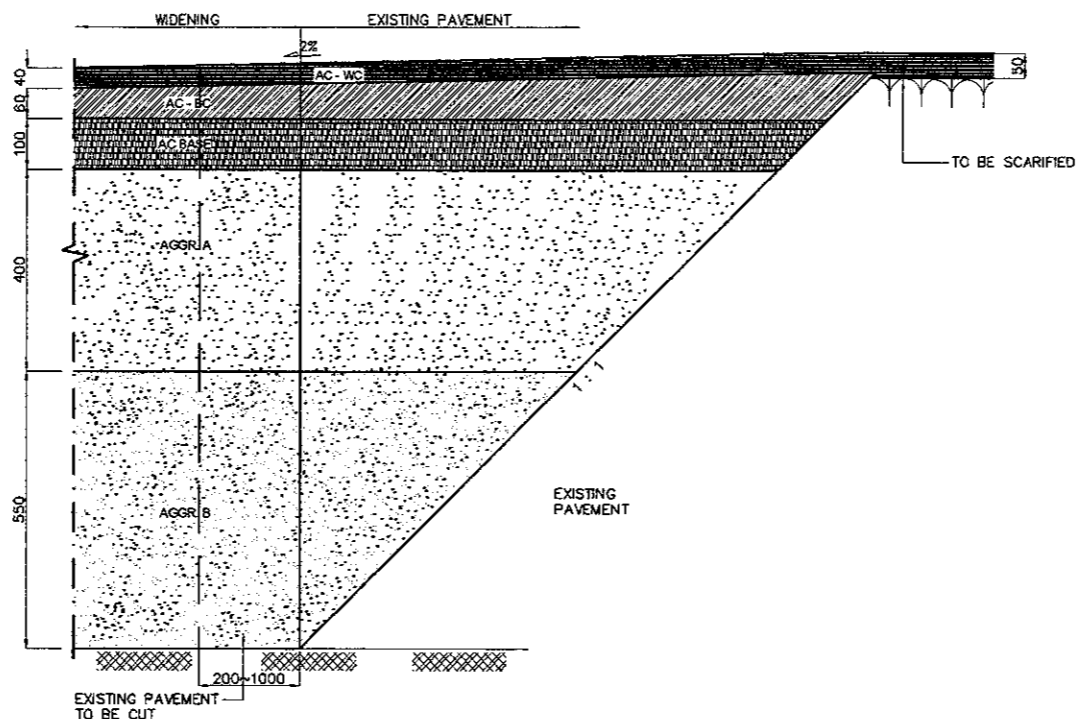 WIDENING
EXISTING PAVEMENT
2%
AC - WC
40
50
AC - BC
60
AC BASE
100
TO BE SCARIFIED
AGGR.A
400
1 : 1
AGGR.B
550
EXISTING
PAVEMENT
200~1000
EXISTING PAVEMENT
TO BE CUT